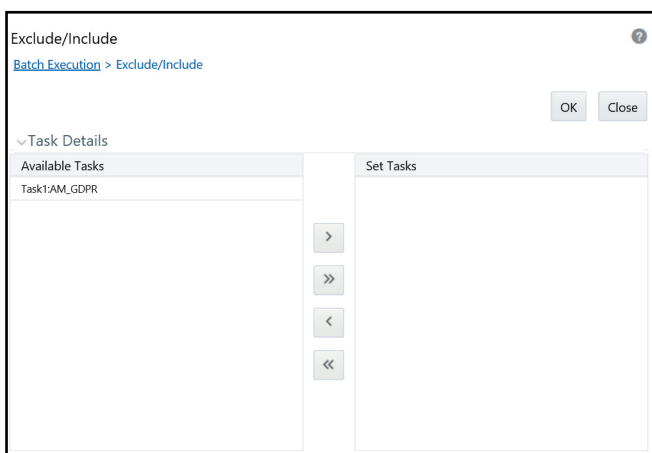 Exclude/Include
?
Batch Execution > Exclude/Include
OK Close
Task Details
Available Tasks Set Tasks
Task1:AM_GDPR
>
>>
<
<<